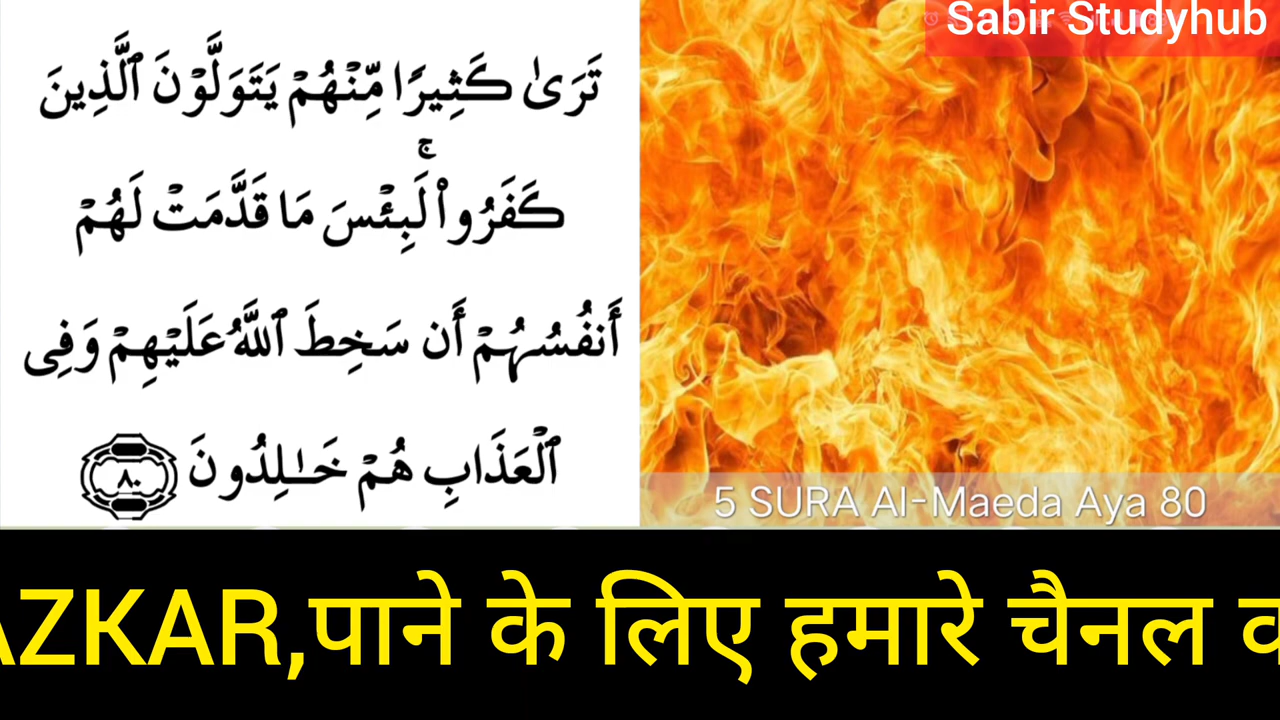 Sabir Studyhub
تَرَىٰ كَثِيرًا مِّنْهُمْ يَتَوَلَّوْنَ ٱلَّذِينَ
كَفَرُوا۟ ۚ لَبِئْسَ مَا قَدَّمَتْ لَهُمْ
أَنفُسُهُمْ أَن سَخِطَ ٱللَّهُ عَلَيْهِمْ وَفِى
ٱلْعَذَابِ هُمْ خَـٰلِدُونَ ٨٠
5 SURA Al-Maeda Aya 80
AZKAR,पाने के लिए हमारे चैनल